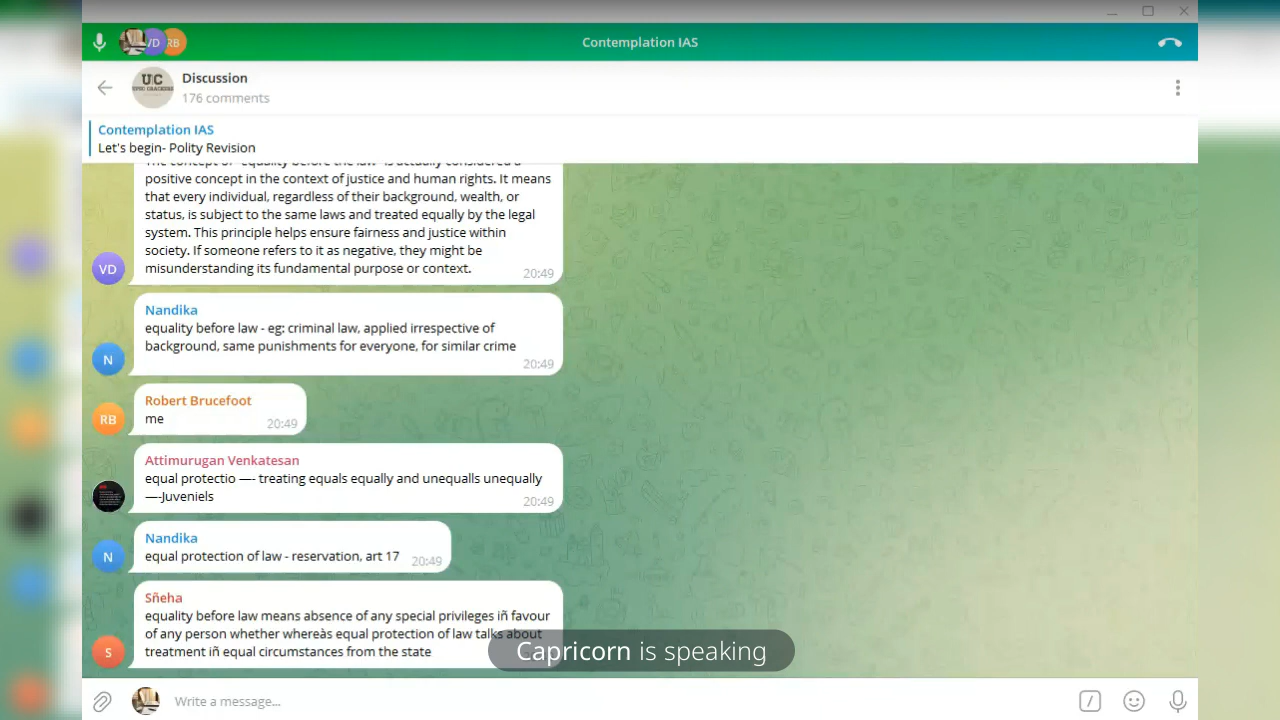 VD
RB
Contemplation IAS
UC
UPSC CRACKERS
Discussion
176 comments
Contemplation IAS
Let's begin- Polity Revision
The concept of "equality before the law" is actually considered a
positive concept in the context of justice and human rights. It means
that every individual, regardless of their background, wealth, or
status, is subject to the same laws and treated equally by the legal
system. This principle helps ensure fairness and justice within
society. If someone refers to it as negative, they might be
misunderstanding its fundamental purpose or context.
20:49
VD
Nandika
equality before law - eg: criminal law, applied irrespective of
background, same punishments for everyone, for similar crime
20:49
N
Robert Brucefoot
me
20:49
RB
Attimurugan Venkatesan
equal protectio —- treating equals equally and unequalls unequally
—-Juveniels
20:49
Nandika
equal protection of law - reservation, art 17
20:49
N
Sñeha
equality before law means absence of any special privileges iñ favour
of any person whether whereàs equal protection of law talks about
treatment iñ equal circumstances from the state
S
Capricorn is speaking
Write a message...